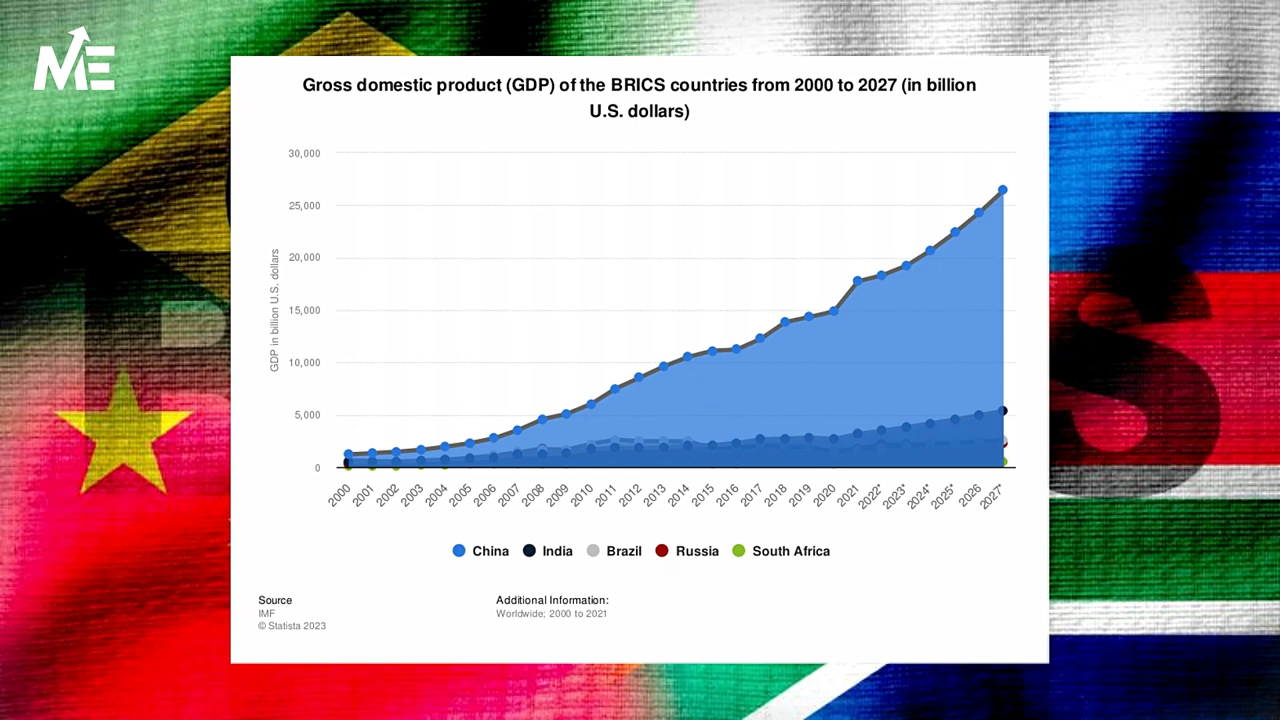 ME
Gross domestic product (GDP) of the BRICS countries from 2000 to 2027 (in billion
U.S. dollars)
GDP in billion U.S. dollars
30,000
25,000
20,000
15,000
10,000
5,000
0
2000 2001 2002 2003 2004 2005 2006 2007 2008 2009 2010 2011 2012 2013 2014 2015 2016 2017 2018 2019 2020 2021 2022* 2023* 2024* 2025* 2026* 2027*
China India Brazil Russia South Africa
Source
IMF
© Statista 2023
Additional Information:
Worldwide; 2000 to 2021
B
S